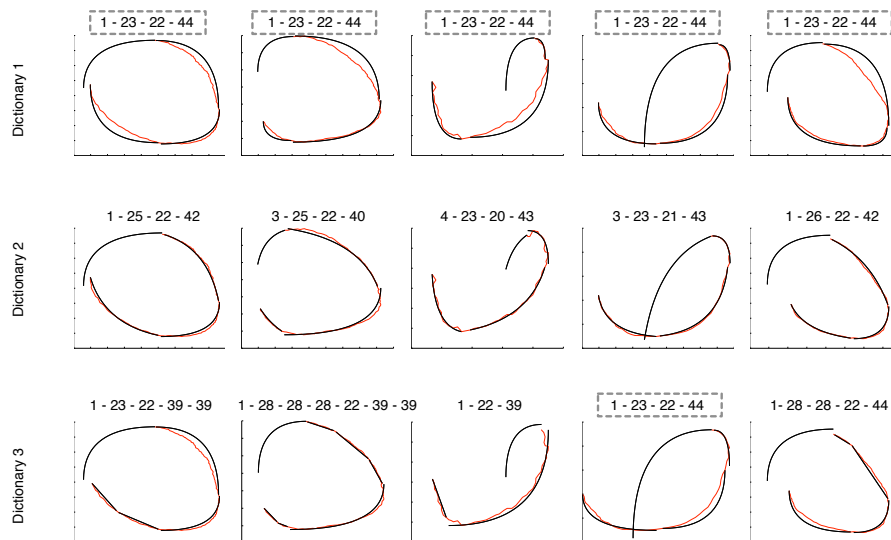 1 - 23 - 22 - 44
1 - 23 - 22 - 44
1 - 23 - 22 - 44
1 - 23 - 22 - 44
1 - 23 - 22 - 44
Dictionary 1
1 - 25 - 22 - 42
3 - 25 - 22 - 40
4 - 23 - 20 - 43
3 - 23 - 21 - 43
1 - 26 - 22 - 42
Dictionary 2
1 - 23 - 22 - 39 - 39
1 - 28 - 28 - 28 - 22 - 39 - 39
1 - 22 - 39
1 - 23 - 22 - 44
1 - 28 - 28 - 22 - 44
Dictionary 3